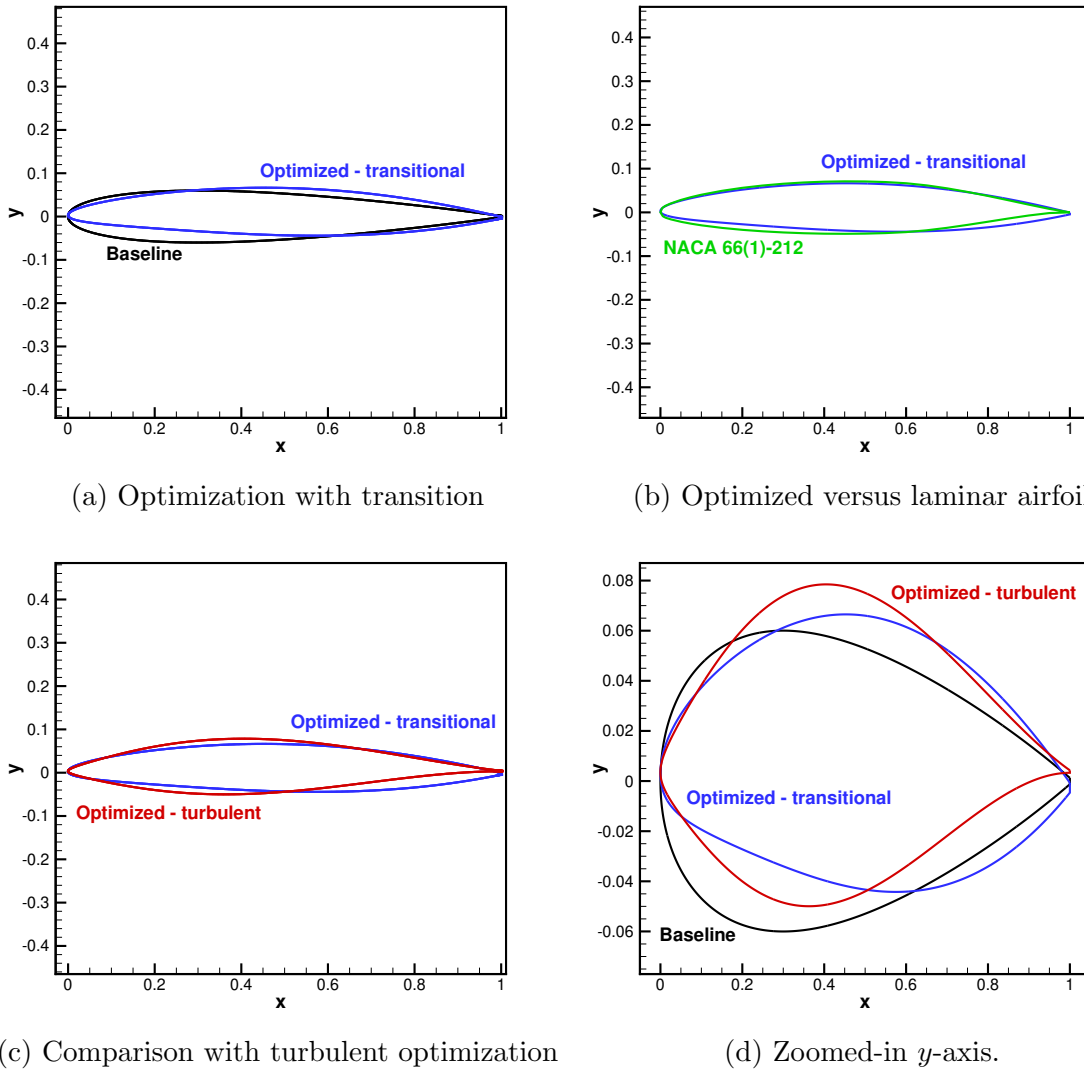 0.4
0.3
0.2
0.1
0
-0.1
-0.2
-0.3
-0.4
y
Optimized - transitional
Baseline
0 0.2 0.4 0.6 0.8 1
x
(a) Optimization with transition
0.4
0.3
0.2
0.1
0
-0.1
-0.2
-0.3
-0.4
y
Optimized - transitional
NACA 66(1)-212
0 0.2 0.4 0.6 0.8 1
x
(b) Optimized versus laminar airfoil
0.4
0.3
0.2
0.1
0
-0.1
-0.2
-0.3
-0.4
y
Optimized - transitional
Optimized - turbulent
0 0.2 0.4 0.6 0.8 1
x
(c) Comparison with turbulent optimization
0.08
0.06
0.04
0.02
0
-0.02
-0.04
-0.06
y
Optimized - turbulent
Optimized - transitional
Baseline
0 0.2 0.4 0.6 0.8 1
x
(d) Zoomed-in y-axis.